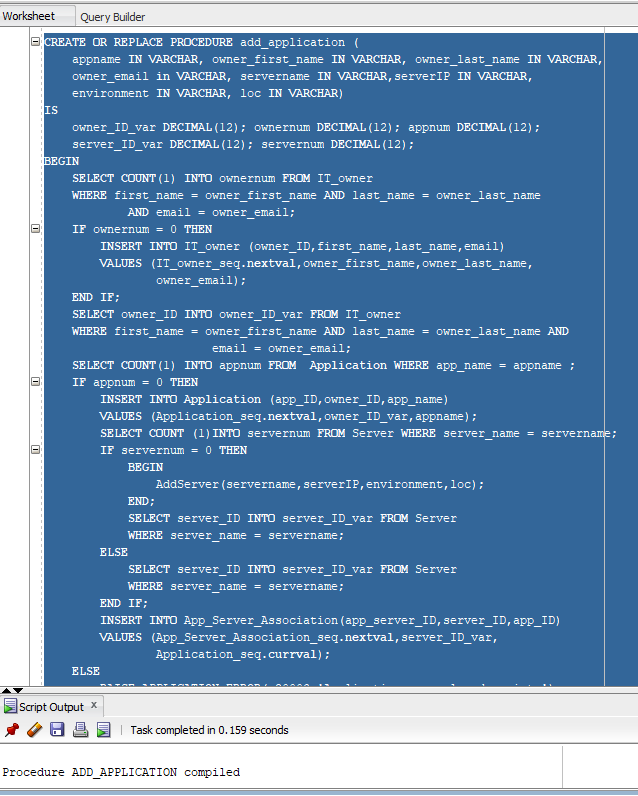 Worksheet Query Builder
CREATE OR REPLACE PROCEDURE add_application (
appname IN VARCHAR, owner_first_name IN VARCHAR, owner_last_name IN VARCHAR,
owner_email in VARCHAR, servername IN VARCHAR,serverIP IN VARCHAR,
environment IN VARCHAR, loc IN VARCHAR)
IS
owner_ID_var DECIMAL(12); ownernum DECIMAL(12); appnum DECIMAL(12);
server_ID_var DECIMAL(12); servernum DECIMAL(12);
BEGIN
SELECT COUNT(1) INTO ownernum FROM IT_owner
WHERE first_name = owner_first_name AND last_name = owner_last_name
AND email = owner_email;
IF ownernum = 0 THEN
INSERT INTO IT_owner (owner_ID,first_name,last_name,email)
VALUES (IT_owner_seq.nextval,owner_first_name,owner_last_name,
owner_email);
END IF;
SELECT owner_ID INTO owner_ID_var FROM IT_owner
WHERE first_name = owner_first_name AND last_name = owner_last_name AND
email = owner_email;
SELECT COUNT(1) INTO appnum FROM Application WHERE app_name = appname ;
IF appnum = 0 THEN
INSERT INTO Application (app_ID,owner_ID,app_name)
VALUES (Application_seq.nextval,owner_ID_var,appname);
SELECT COUNT (1)INTO servernum FROM Server WHERE server_name = servername;
IF servernum = 0 THEN
BEGIN
AddServer(servername,serverIP,environment,loc);
END;
SELECT server_ID INTO server_ID_var FROM Server
WHERE server_name = servername;
ELSE
SELECT server_ID INTO server_ID_var FROM Server
WHERE server_name = servername;
END IF;
INSERT INTO App_Server_Association(app_server_ID,server_ID,app_ID)
VALUES (App_Server_Association_seq.nextval,server_ID_var,
Application_seq.currval);
ELSE
Script Output x
Task completed in 0.159 seconds
Procedure ADD_APPLICATION compiled